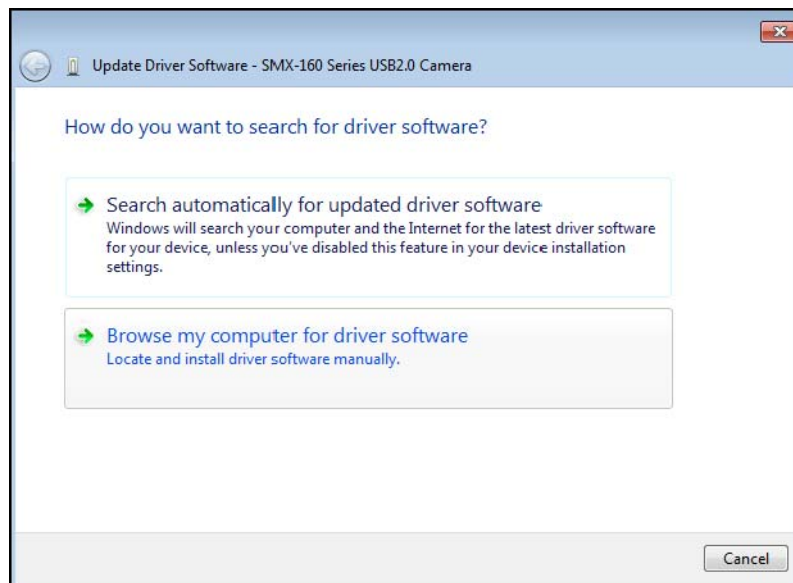 Update Driver Software - SMX-160 Series USB2.0 Camera
How do you want to search for driver software?
Search automatically for updated driver software
Windows will search your computer and the Internet for the latest driver software
for your device, unless you've disabled this feature in your device installation
settings.
Browse my computer for driver software
Locate and install driver software manually.
Cancel